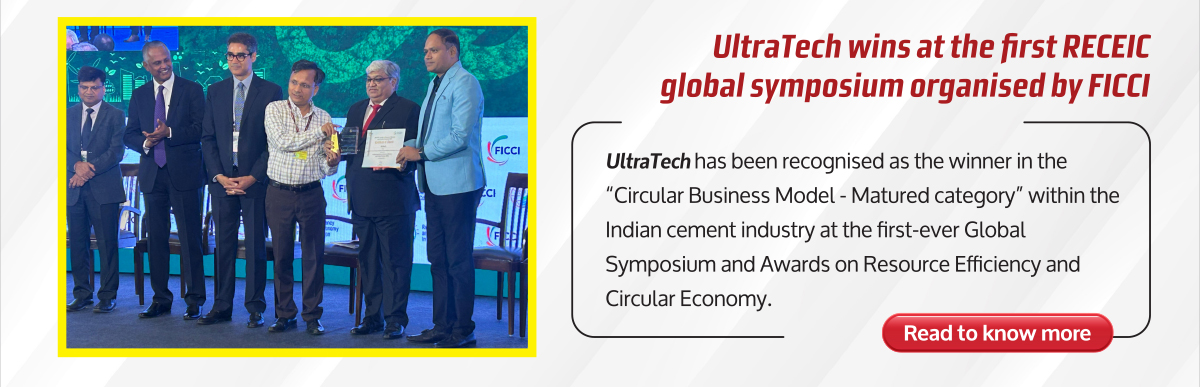 UltraTech wins at the first RECEIC
global symposium organised by FICCI
UltraTech has been recognised as the winner in the
“Circular Business Model - Matured category” within the
Indian cement industry at the first-ever Global
Symposium and Awards on Resource Efficiency and
Circular Economy.
Read to know more
FICCI
FICCI